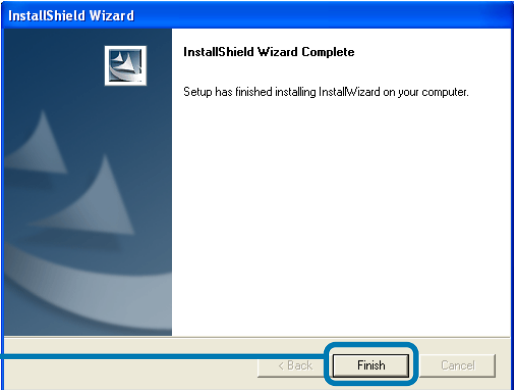 InstallShield Wizard
InstallShield Wizard Complete
Setup has finished installing InstallWizard on your computer.
< Back
Finish
Cancel